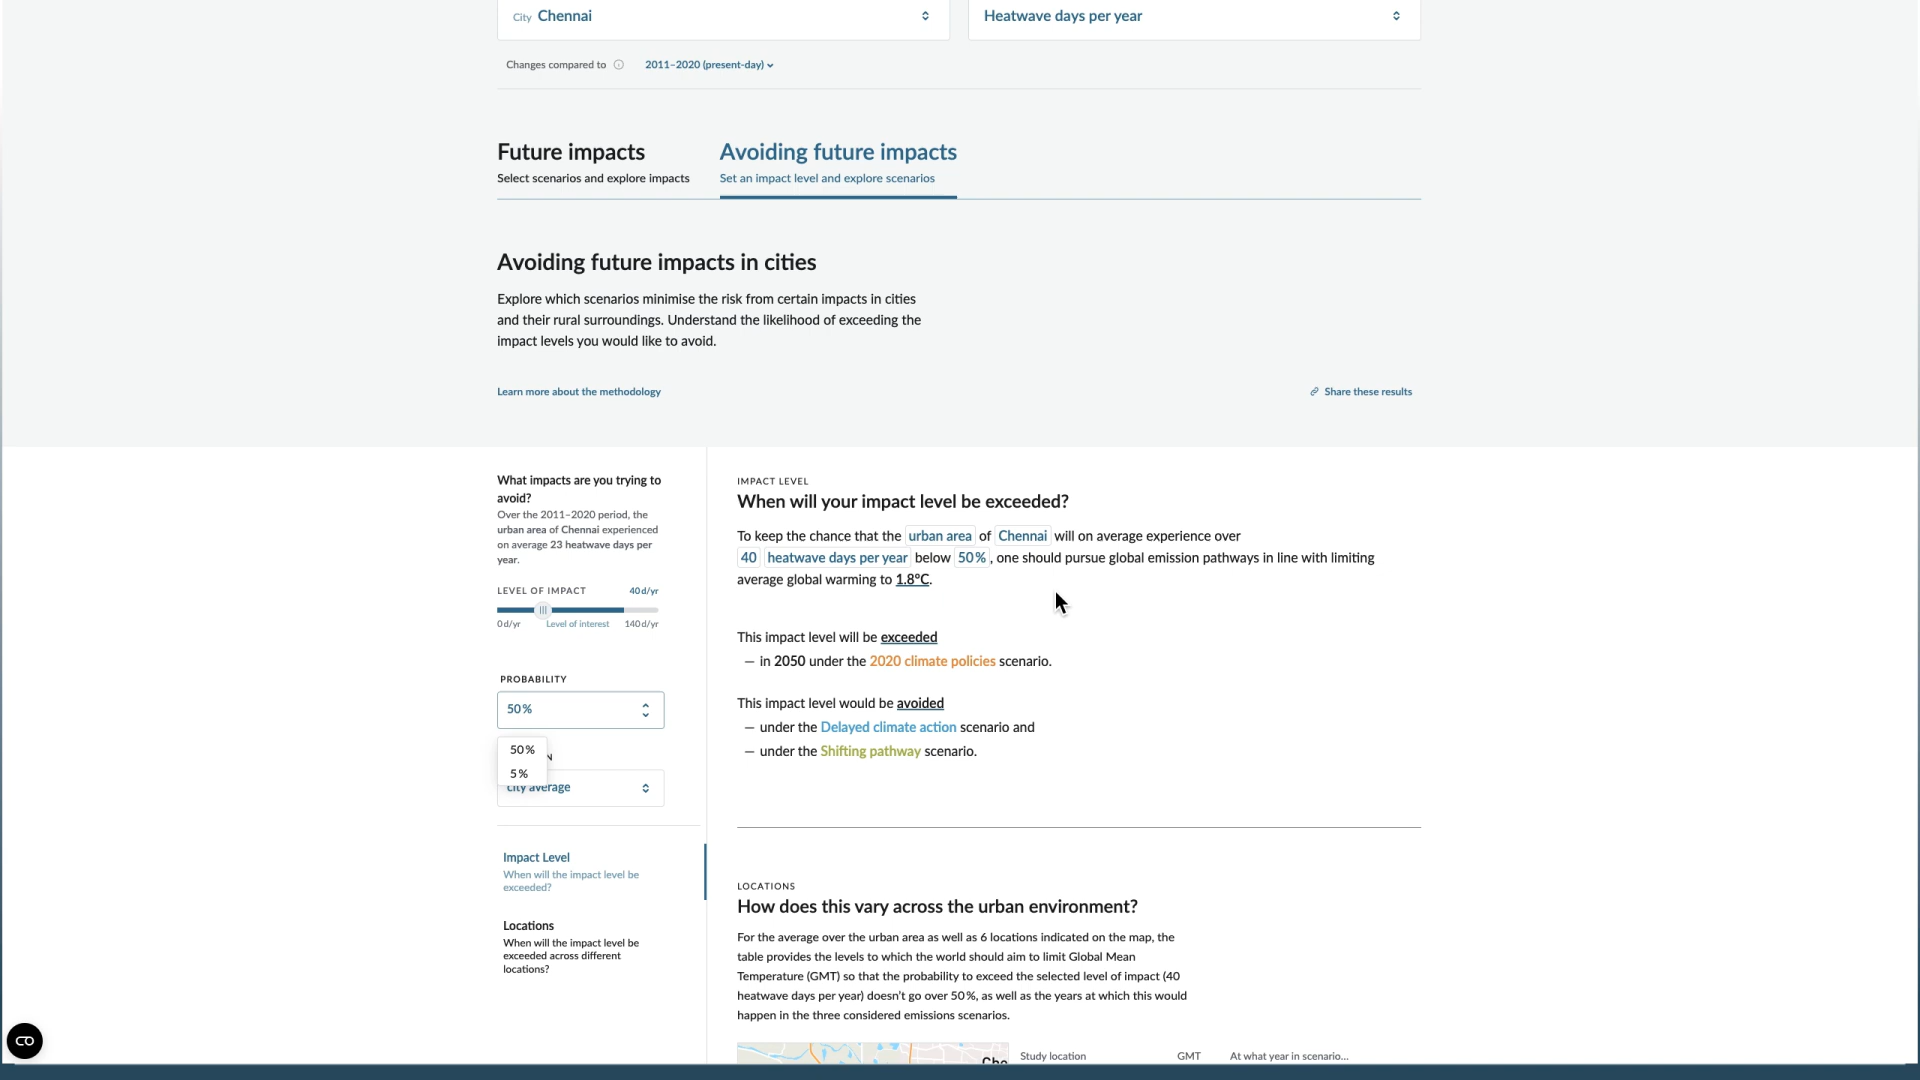 City Chennai
Heatwave days per year
Changes compared to 2011–2020 (present-day)
Future impacts
Select scenarios and explore impacts
Avoiding future impacts
Set an impact level and explore scenarios
Avoiding future impacts in cities
Explore which scenarios minimise the risk from certain impacts in cities
and their rural surroundings. Understand the likelihood of exceeding the
impact levels you would like to avoid.
Learn more about the methodology
Share these results
What impacts are you trying to
avoid?
Over the 2011–2020 period, the
urban area of Chennai experienced
on average 23 heatwave days per
year.
LEVEL OF IMPACT 40 d/yr
0 d/yr Level of interest 140 d/yr
PROBABILITY
50%
50%
5%
N
city average
Impact Level
When will the impact level be
exceeded?
Locations
When will the impact level be
exceeded across different
locations?
IMPACT LEVEL
When will your impact level be exceeded?
To keep the chance that the urban area of Chennai will on average experience over
40 heatwave days per year below 50%, one should pursue global emission pathways in line with limiting
average global warming to 1.8°C.
This impact level will be exceeded
— in 2050 under the 2020 climate policies scenario.
This impact level would be avoided
— under the Delayed climate action scenario and
— under the Shifting pathway scenario.
LOCATIONS
How does this vary across the urban environment?
For the average over the urban area as well as 6 locations indicated on the map, the
table provides the levels to which the world should aim to limit Global Mean
Temperature (GMT) so that the probability to exceed the selected level of impact (40
heatwave days per year) doesn't go over 50%, as well as the years at which this would
happen in the three considered emissions scenarios.
Study location GMT At what year in scenario...